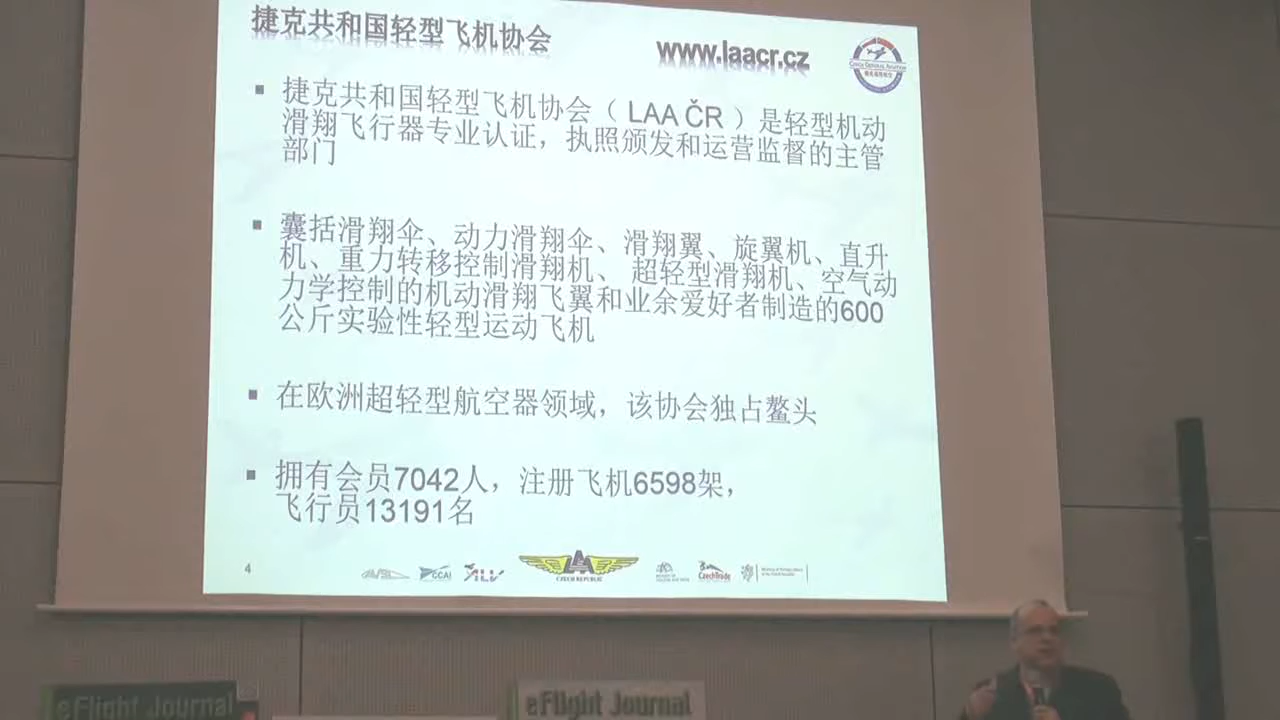 捷克共和国轻型飞机协会
www.laacr.cz
CZECH GENERAL AVIATION
捷克共和国轻型飞机协会（ LAA ČR ）是轻型机动
滑翔飞行器专业认证，执照颁发和运营监督的主管
部门
囊括滑翔伞、动力滑翔伞、滑翔翼、旋翼机、直升
机、重力转移控制滑翔机、 超轻型滑翔机、空气动
力学控制的机动滑翔飞翼和业余爱好者制造的600
公斤实验性轻型运动飞机
在欧洲超轻型航空器领域，该协会独占鳌头
拥有会员7042人，注册飞机6598架，
飞行员13191名
4
CCAI
ALV
LAA
CZECH REPUBLIC
CzechTrade
eFlight Journal
eFlight Journal